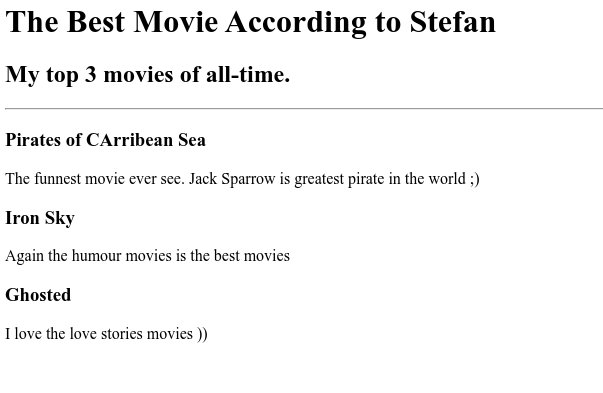 The Best Movie According to Stefan
My top 3 movies of all-time.
Pirates of CArribean Sea
The funnest movie ever see. Jack Sparrow is greatest pirate in the world ;)
Iron Sky
Again the humour movies is the best movies
Ghosted
I love the love stories movies ))